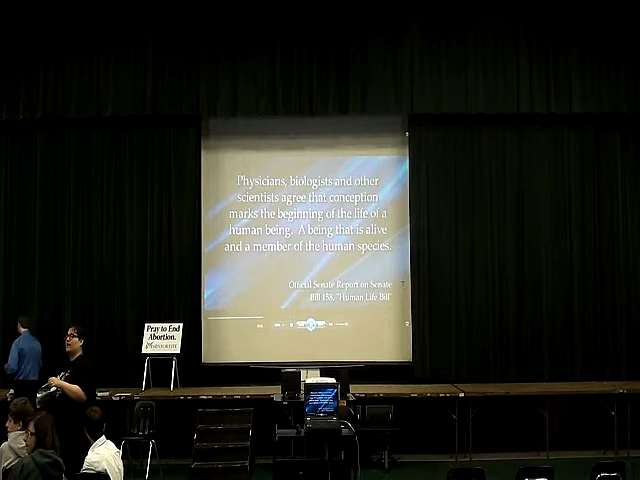 Physicians, biologists and other
scientists agree that conception
marks the beginning of the life of a
human being. A being that is alive
and a member of the human species.
Official Senate Report on Senate
Bill 158, "Human Life Bill"
Pray to End
Abortion.